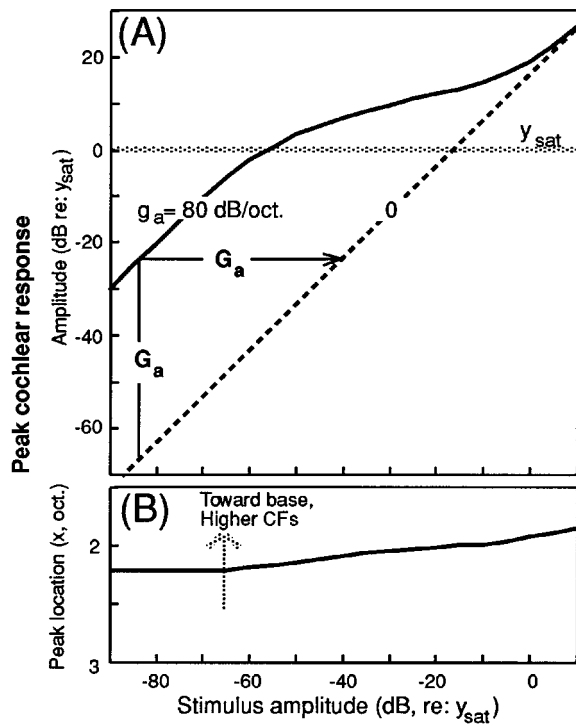 (A)
20
0
-20
-40
-60
Peak cochlear response
Amplitude (dB re: y_sat)
y_sat
g_a= 80 dB/oct.
0
G_a
G_a
(B)
Toward base,
Higher CFs
1
2
3
Peak location (x, oct.)
-80
-60
-40
-20
0
Stimulus amplitude (dB, re: y_sat)